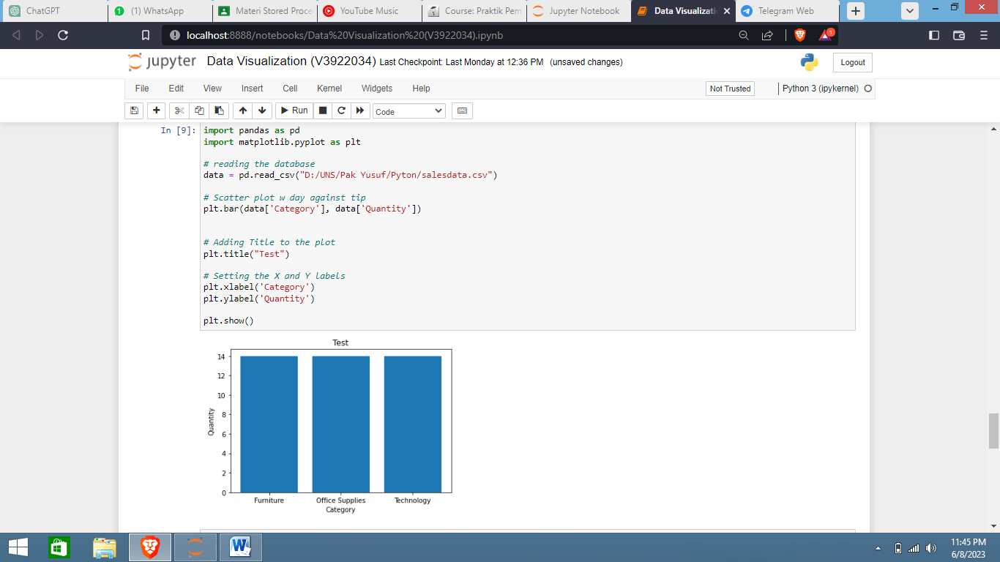 ChatGPT
(1) WhatsApp
Materi Stored Proce
YouTube Music
Course: Praktik Pem
Jupyter Notebook
Data Visualizati
Telegram Web
localhost:8888/notebooks/Data%20Visualization%20(V3922034).ipynb
1
jupyter Data Visualization (V3922034) Last Checkpoint: Last Monday at 12:36 PM (unsaved changes)
Logout
File Edit View Insert Cell Kernel Widgets Help
Not Trusted
Python 3 (ipykernel)
Run
Code
In [9]: import pandas as pd
import matplotlib.pyplot as plt
# reading the database
data = pd.read_csv("D:/UNS/Pak Yusuf/Pyton/salesdata.csv")
# Scatter plot w day against tip
plt.bar(data['Category'], data['Quantity'])
# Adding Title to the plot
plt.title("Test")
# Setting the X and Y labels
plt.xlabel('Category')
plt.ylabel('Quantity')
plt.show()
Test
14
12
10
8
6
4
2
0
Quantity
Furniture Office Supplies Technology
Category
11:45 PM
6/8/2023